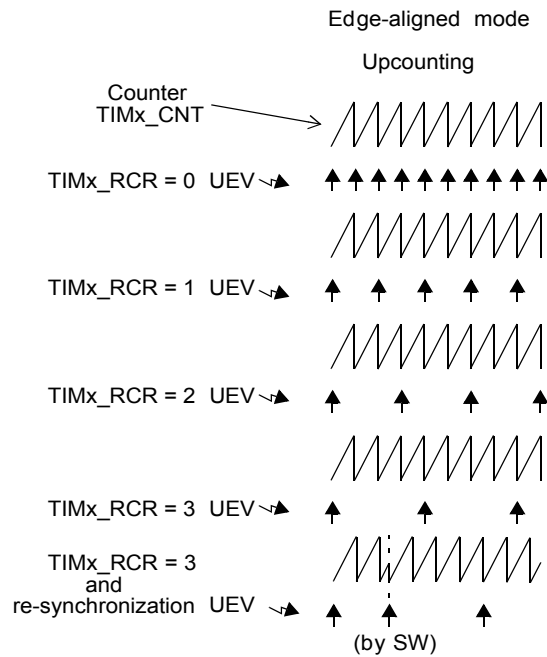 Edge-aligned mode
Upcounting
Counter
TIMx_CNT
TIMx_RCR = 0 UEV
TIMx_RCR = 1 UEV
TIMx_RCR = 2 UEV
TIMx_RCR = 3 UEV
TIMx_RCR = 3
and
re-synchronization UEV
(by SW)